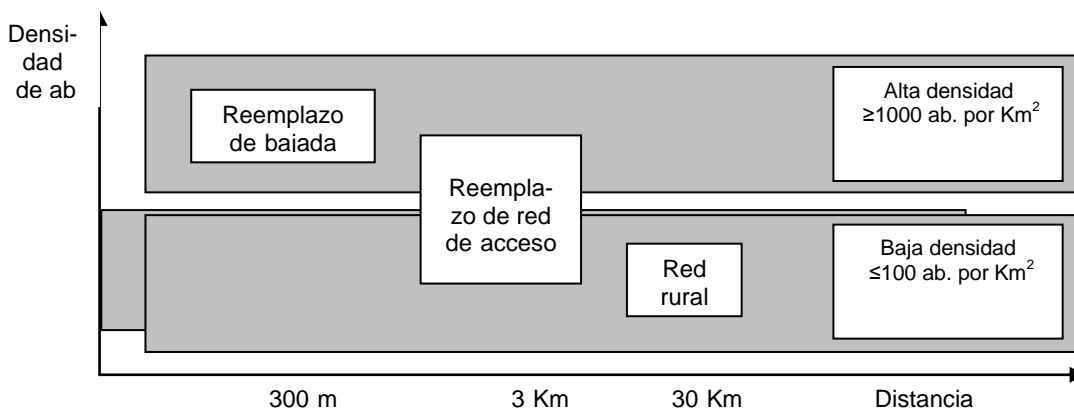 Densi-
dad
de ab
Reemplazo
de bajada
Alta densidad
≥1000 ab. por Km²
Reempla-
zo de red
de acceso
Red
rural
Baja densidad
≤100 ab. por Km²
300 m
3 Km
30 Km
Distancia